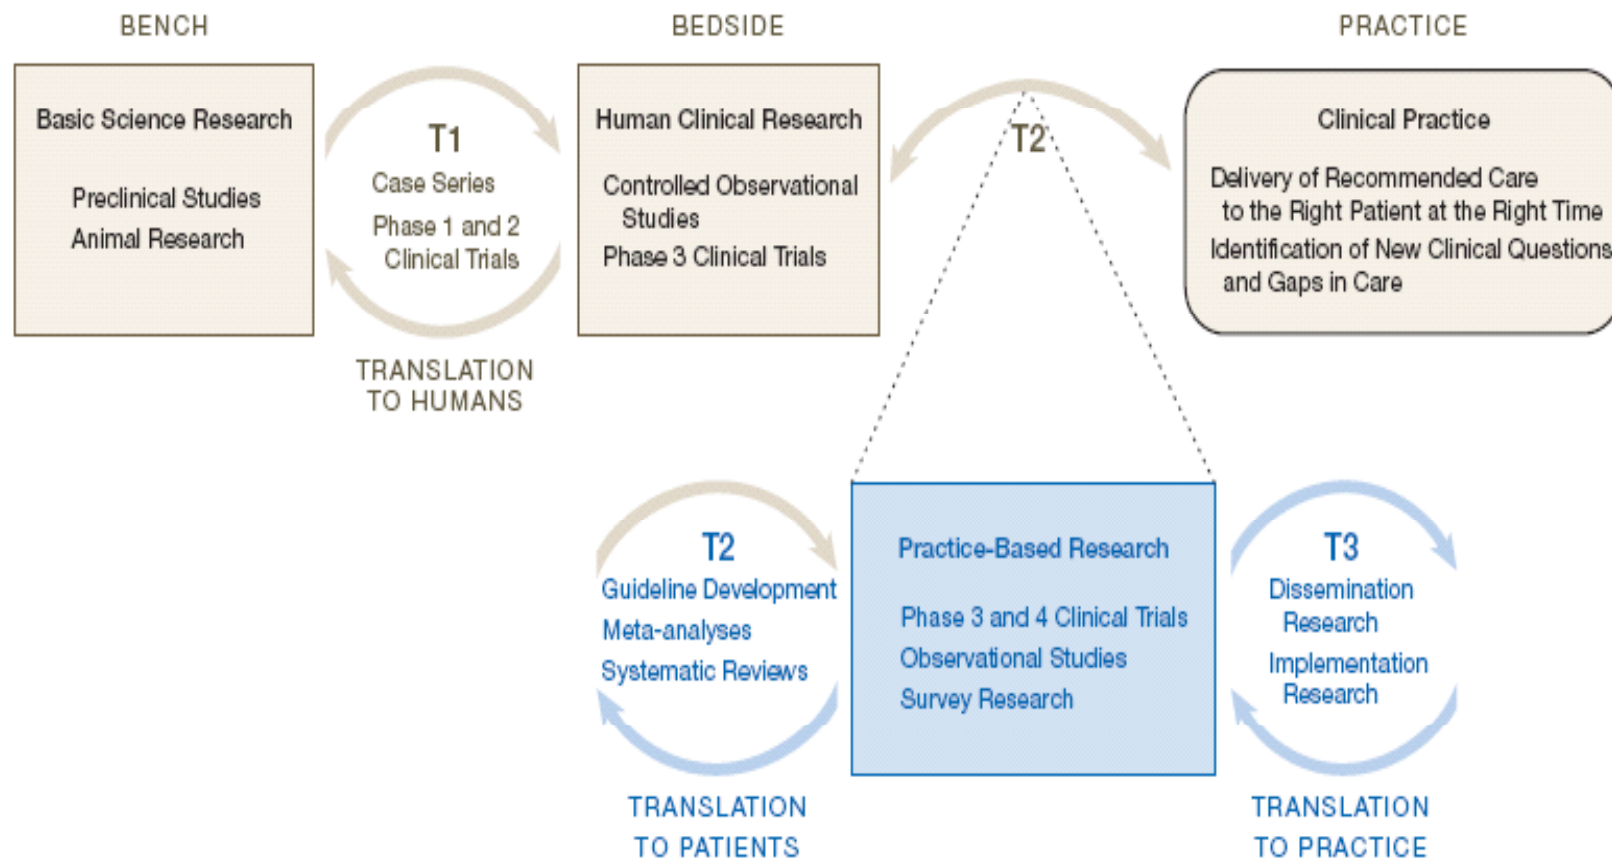 BENCH
BEDSIDE
PRACTICE
Basic Science Research
Preclinical Studies
Animal Research
T1
Case Series
Phase 1 and 2
Clinical Trials
TRANSLATION
TO HUMANS
Human Clinical Research
Controlled Observational
Studies
Phase 3 Clinical Trials
T2
Clinical Practice
Delivery of Recommended Care
to the Right Patient at the Right Time
Identification of New Clinical Questions
and Gaps in Care
T2
Guideline Development
Meta-analyses
Systematic Reviews
TRANSLATION
TO PATIENTS
Practice-Based Research
Phase 3 and 4 Clinical Trials
Observational Studies
Survey Research
T3
Dissemination
Research
Implementation
Research
TRANSLATION
TO PRACTICE